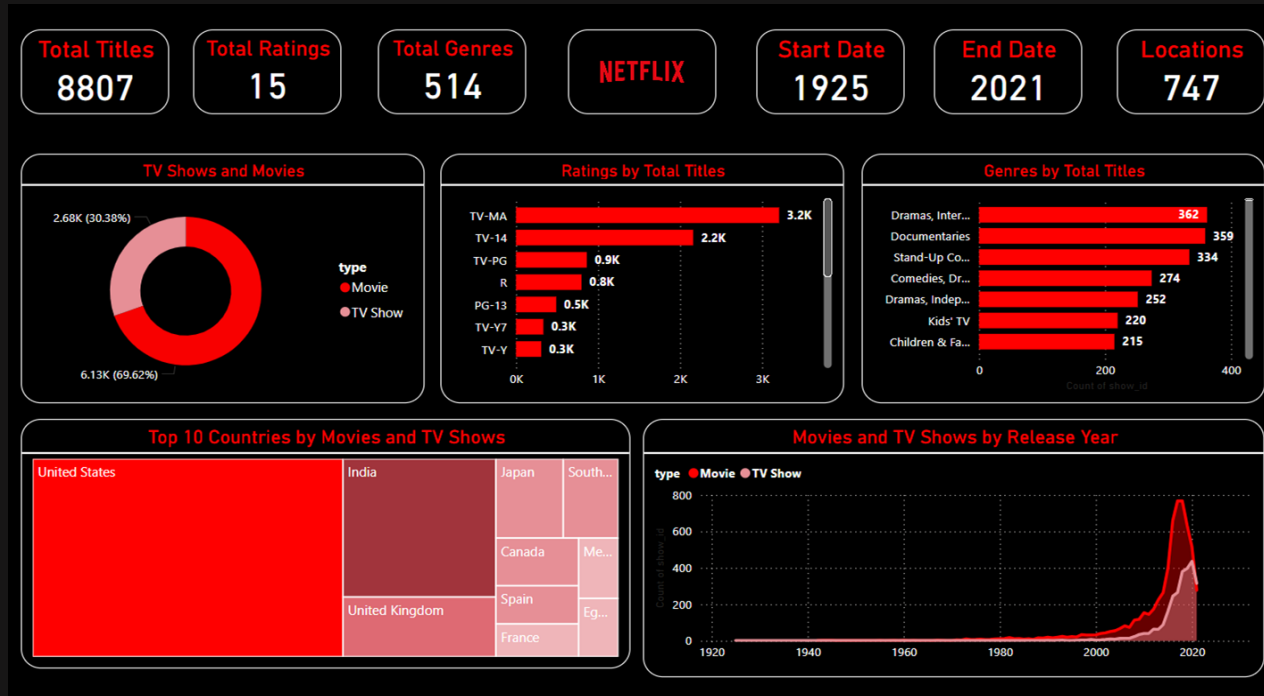 Total Titles
8807
Total Ratings
15
Total Genres
514
NETFLIX
Start Date
1925
End Date
2021
Locations
747
TV Shows and Movies
2.68K (30.38%)
6.13K (69.62%)
type
Movie
TV Show
Ratings by Total Titles
TV-MA 3.2K
TV-14 2.2K
TV-PG 0.9K
R 0.8K
PG-13 0.5K
TV-Y7 0.3K
TV-Y 0.3K
0K 1K 2K 3K
Genres by Total Titles
Dramas, Inter... 362
Documentaries 359
Stand-Up Co... 334
Comedies, Dr... 274
Dramas, Indep... 252
Kids' TV 220
Children & Fa... 215
0 200 400
Count of show_id
Top 10 Countries by Movies and TV Shows
United States
India
United Kingdom
Japan
South...
Canada
Me...
Spain
Eg...
France
Movies and TV Shows by Release Year
type Movie TV Show
Count of show_id
800
600
400
200
0
1920 1940 1960 1980 2000 2020